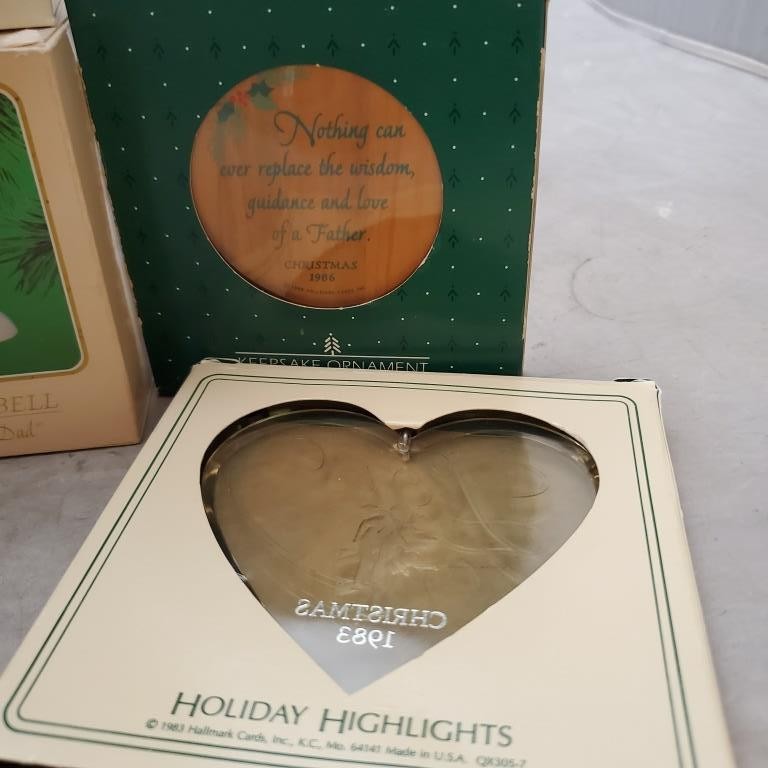 Nothing can
ever replace the wisdom,
guidance and love
of a Father.
CHRISTMAS
1986
KEEPSAKE ORNAMENT
BELL
Dad"
CHRISTMAS
1983
HOLIDAY HIGHLIGHTS
© 1983 Hallmark Cards, Inc., K.C., Mo. 64141 Made in U.S.A. QX305-7